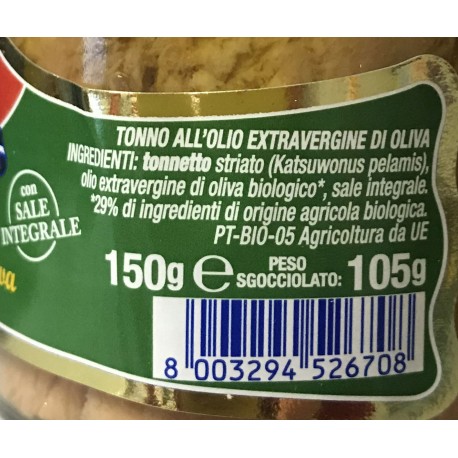 TONNO ALL'OLIO EXTRAVERGINE DI OLIVA
INGREDIENTI: tonnetto striato (Katsuwonus pelamis),
olio extravergine di oliva biologico*, sale integrale.
*29% di ingredienti di origine agricola biologica.
PT-BIO-05 Agricoltura da UE
con
SALE
INTEGRALE
150g e PESO
SGOCCIOLATO: 105g
8 003294 526708